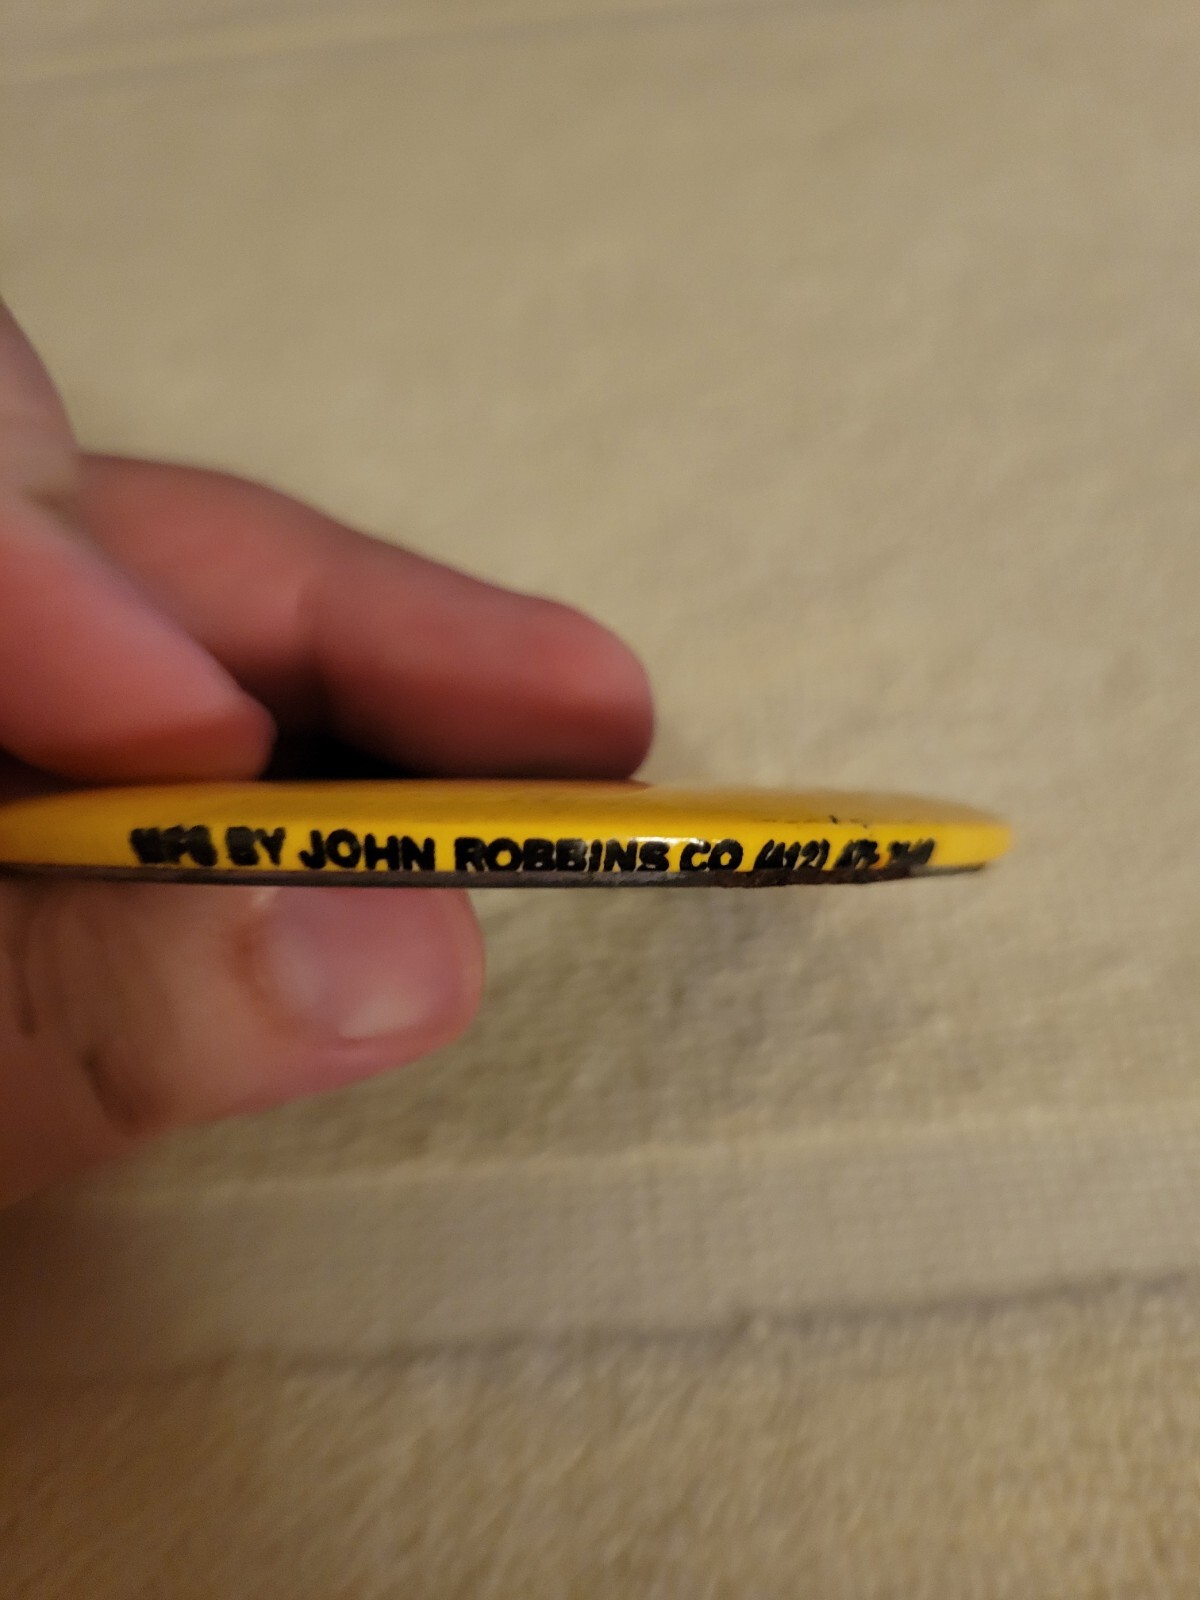 MFG BY JOHN ROBBINS CO (412)